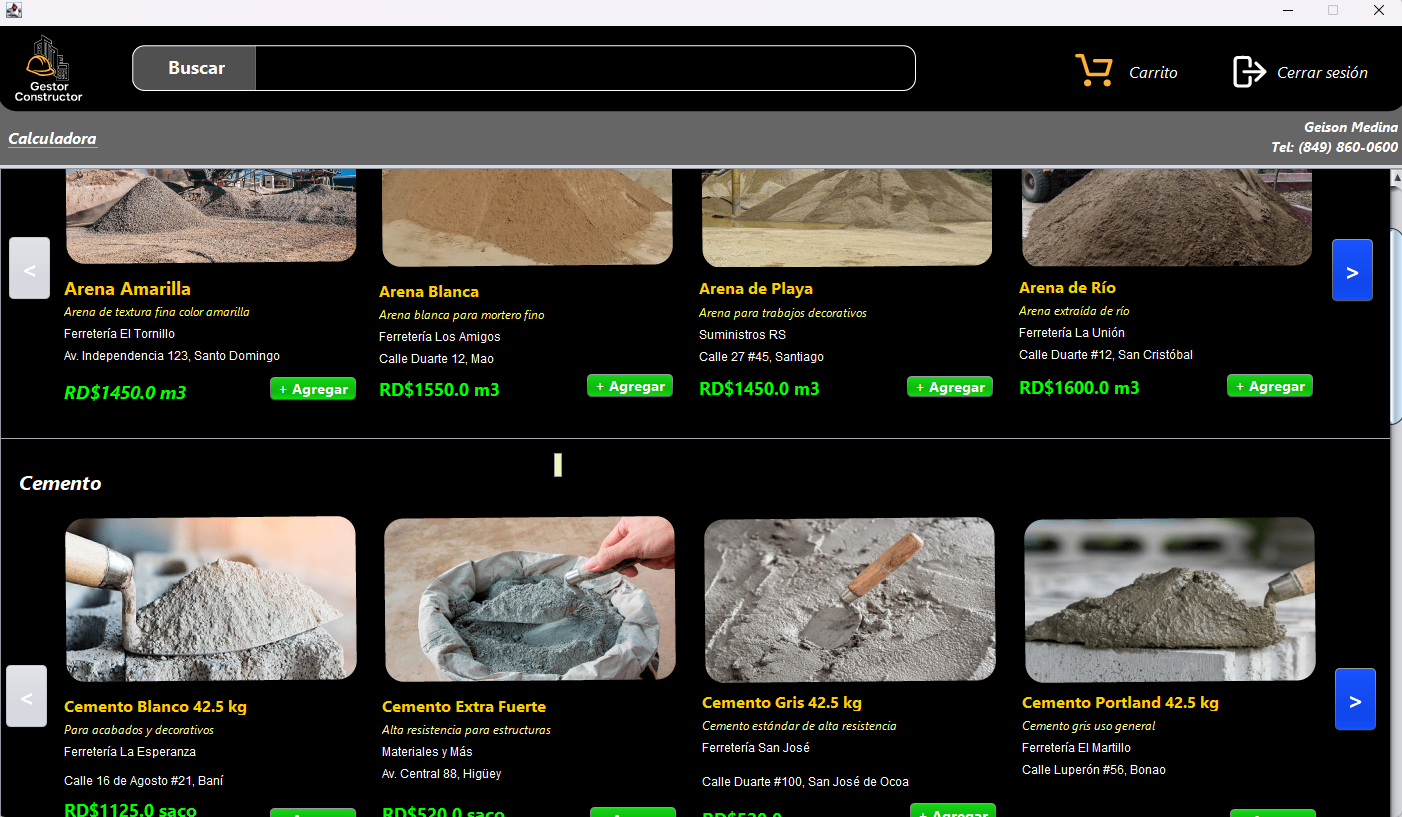 Gestor
Constructor
Buscar
Carrito
Cerrar sesión
Calculadora
Geison Medina
Tel: (849) 860-0600
<
>
Arena Amarilla
Arena de textura fina color amarilla
Ferretería El Tornillo
Av. Independencia 123, Santo Domingo
RD$1450.0 m3
+ Agregar
Arena Blanca
Arena blanca para mortero fino
Ferretería Los Amigos
Calle Duarte 12, Mao
RD$1550.0 m3
+ Agregar
Arena de Playa
Arena para trabajos decorativos
Suministros RS
Calle 27 #45, Santiago
RD$1450.0 m3
+ Agregar
Arena de Río
Arena extraída de río
Ferretería La Unión
Calle Duarte #12, San Cristóbal
RD$1600.0 m3
+ Agregar
Cemento
<
>
Cemento Blanco 42.5 kg
Para acabados y decorativos
Ferretería La Esperanza
Calle 16 de Agosto #21, Baní
RD$1125.0 saco
Cemento Extra Fuerte
Alta resistencia para estructuras
Materiales y Más
Av. Central 88, Higüey
RD$520.0 saco
Cemento Gris 42.5 kg
Cemento estándar de alta resistencia
Ferretería San José
Calle Duarte #100, San José de Ocoa
+ Agregar
Cemento Portland 42.5 kg
Cemento gris uso general
Ferretería El Martillo
Calle Luperón #56, Bonao